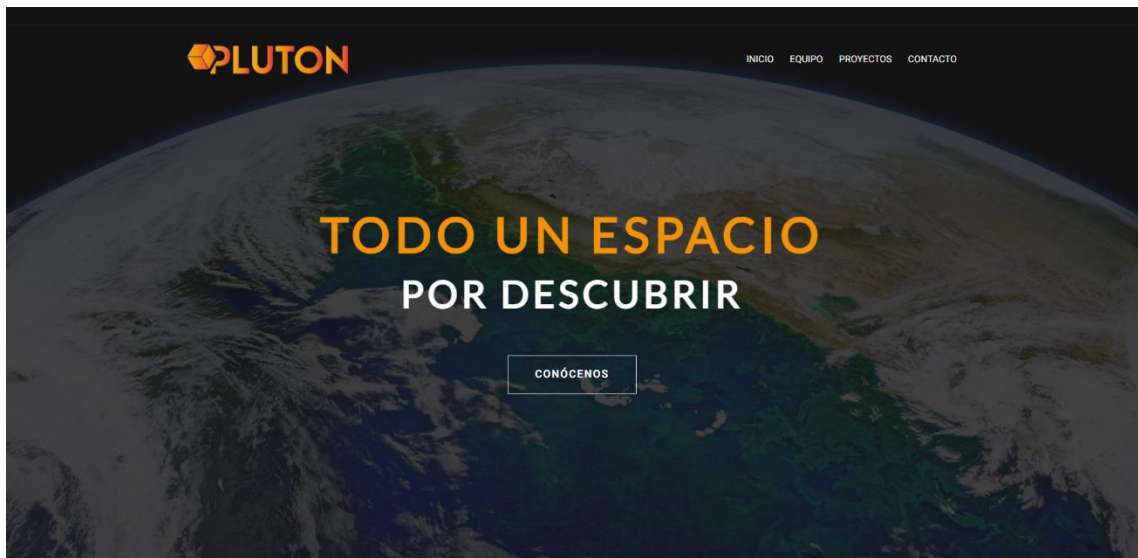 PLUTON
INICIO EQUIPO PROYECTOS CONTACTO
TODO UN ESPACIO
POR DESCUBRIR
CONÓCENOS